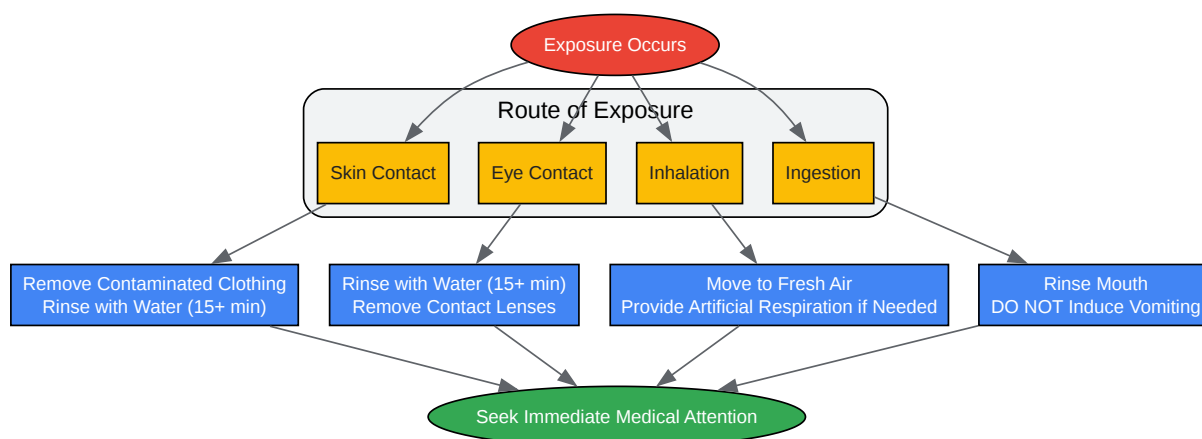 Exposure Occurs
Route of Exposure
Skin Contact
Eye Contact
Inhalation
Ingestion
Remove Contaminated Clothing
Rinse with Water (15+ min)
Rinse with Water (15+ min)
Remove Contact Lenses
Move to Fresh Air
Provide Artificial Respiration if Needed
Rinse Mouth
DO NOT Induce Vomiting
Seek Immediate Medical Attention